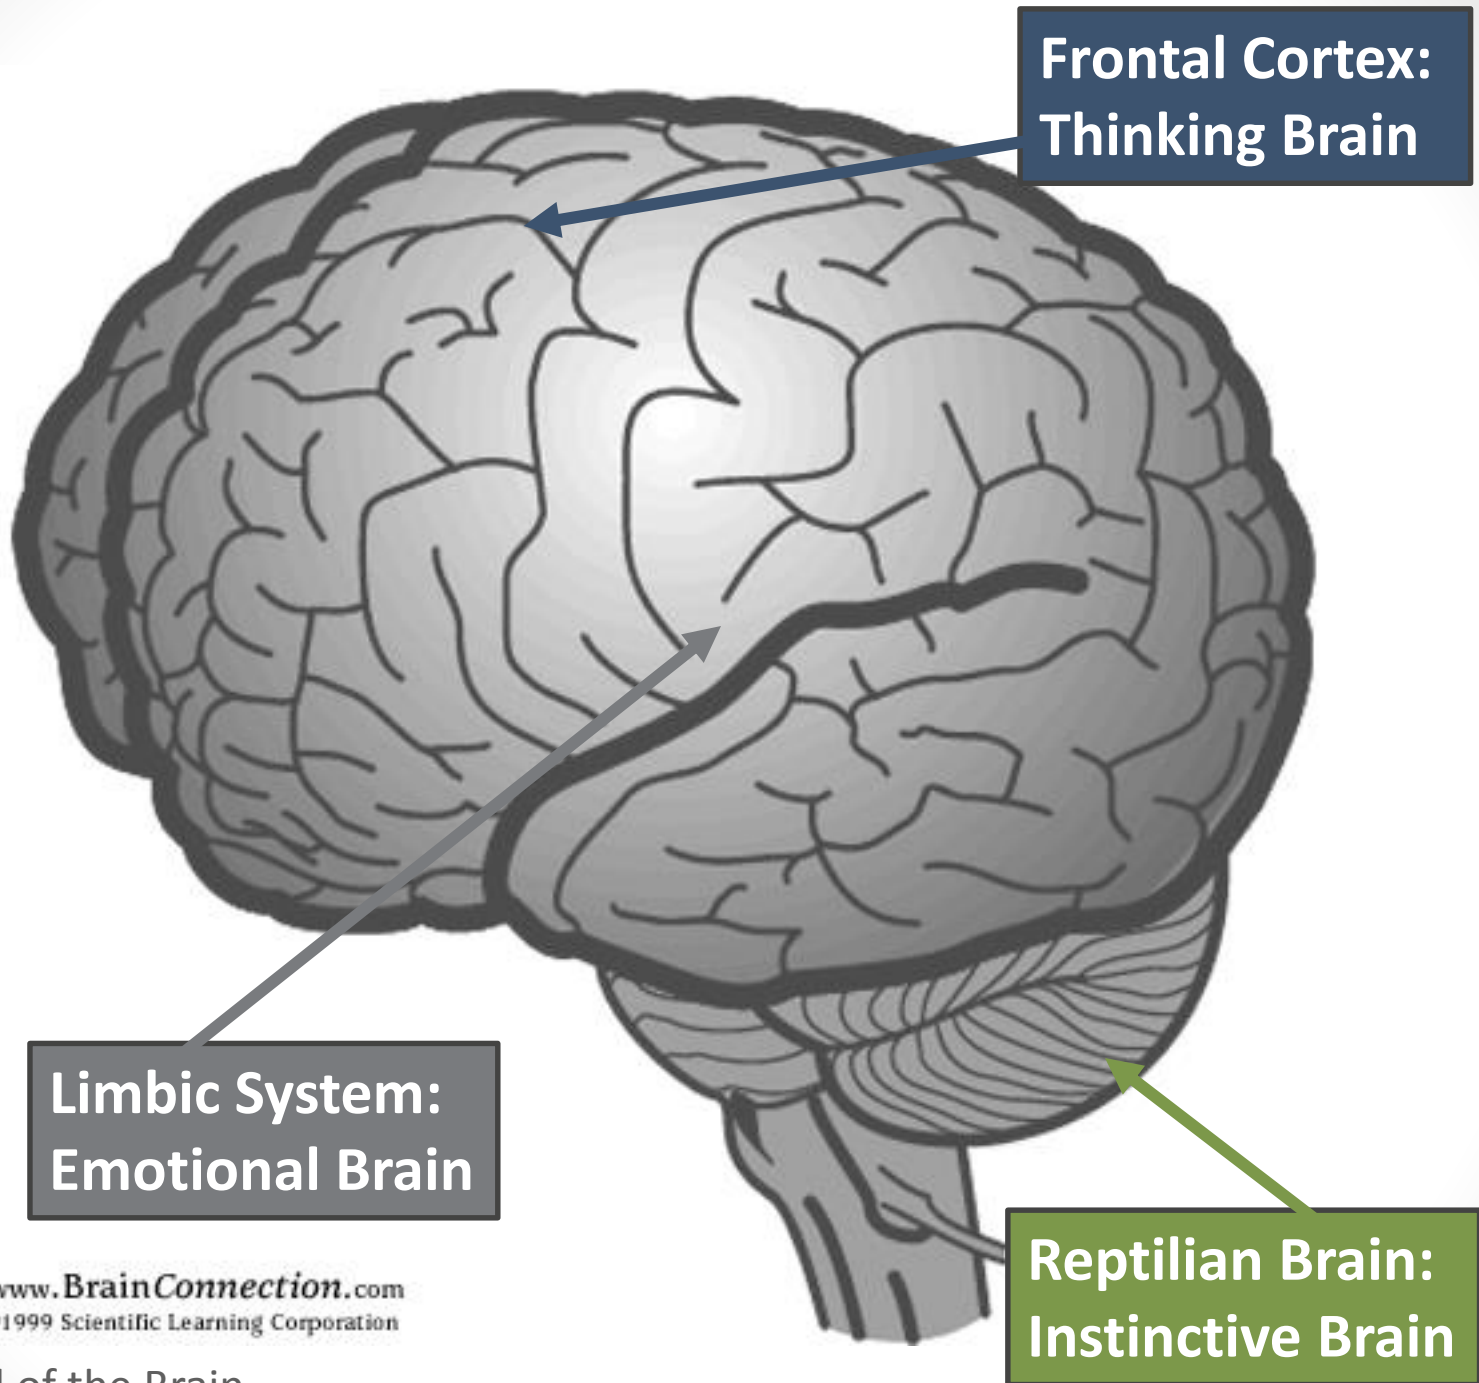 Frontal Cortex:
Thinking Brain
Limbic System:
Emotional Brain
Reptilian Brain:
Instinctive Brain
www.BrainConnection.com
1999 Scientific Learning Corporation
of the Brain